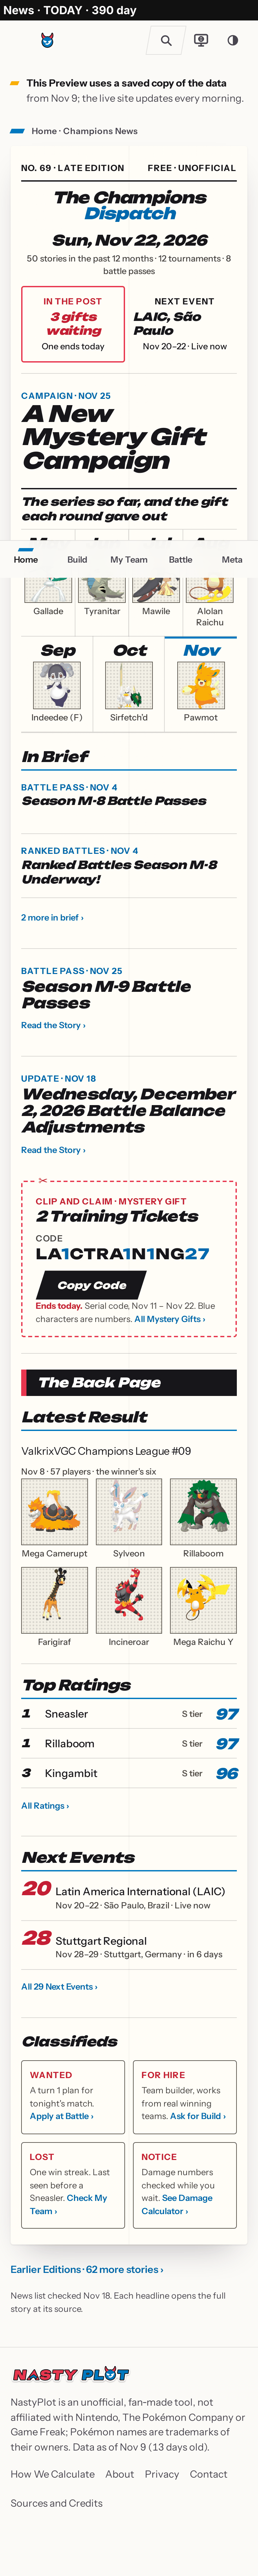 News · TODAY · 390 day
This Preview uses a saved copy of the data
from Nov 9; the live site updates every morning.
Home · Champions News
NO. 69 · LATE EDITION FREE · UNOFFICIAL
The Champions
Dispatch
Sun, Nov 22, 2026
50 stories in the past 12 months · 12 tournaments · 8
battle passes
IN THE POST
3 gifts
waiting
One ends today
NEXT EVENT
LAIC, São
Paulo
Nov 20–22 · Live now
CAMPAIGN · NOV 25
A New
Mystery Gift
Campaign
The series so far, and the gift
each round gave out
Home Build My Team Battle Meta
Gallade Tyranitar Mawile Alolan
Raichu
Sep Oct Nov
Indeedee (F) Sirfetch'd Pawmot
In Brief
BATTLE PASS · NOV 4
Season M-8 Battle Passes
RANKED BATTLES · NOV 4
Ranked Battles Season M-8
Underway!
2 more in brief ›
BATTLE PASS · NOV 25
Season M-9 Battle
Passes
Read the Story ›
UPDATE · NOV 18
Wednesday, December
2, 2026 Battle Balance
Adjustments
Read the Story ›
CLIP AND CLAIM · MYSTERY GIFT
2 Training Tickets
CODE
LA1CTRA1N1NG27
Copy Code
Ends today. Serial code, Nov 11 – Nov 22. Blue
characters are numbers. All Mystery Gifts ›
The Back Page
Latest Result
ValkrixVGC Champions League #09
Nov 8 · 57 players · the winner's six
Mega Camerupt Sylveon Rillaboom
Farigiraf Incineroar Mega Raichu Y
Top Ratings
1 Sneasler S tier 97
1 Rillaboom S tier 97
3 Kingambit S tier 96
All Ratings ›
Next Events
20 Latin America International (LAIC)
Nov 20–22 · São Paulo, Brazil · Live now
28 Stuttgart Regional
Nov 28–29 · Stuttgart, Germany · in 6 days
All 29 Next Events ›
Classifieds
WANTED
A turn 1 plan for
tonight's match.
Apply at Battle ›
FOR HIRE
Team builder, works
from real winning
teams. Ask for Build ›
LOST
One win streak. Last
seen before a
Sneasler. Check My
Team ›
NOTICE
Damage numbers
checked while you
wait. See Damage
Calculator ›
Earlier Editions · 62 more stories ›
News list checked Nov 18. Each headline opens the full
story at its source.
NASTY PLOT
NastyPlot is an unofficial, fan-made tool, not
affiliated with Nintendo, The Pokémon Company or
Game Freak; Pokémon names are trademarks of
their owners. Data as of Nov 9 (13 days old).
How We Calculate About Privacy Contact
Sources and Credits